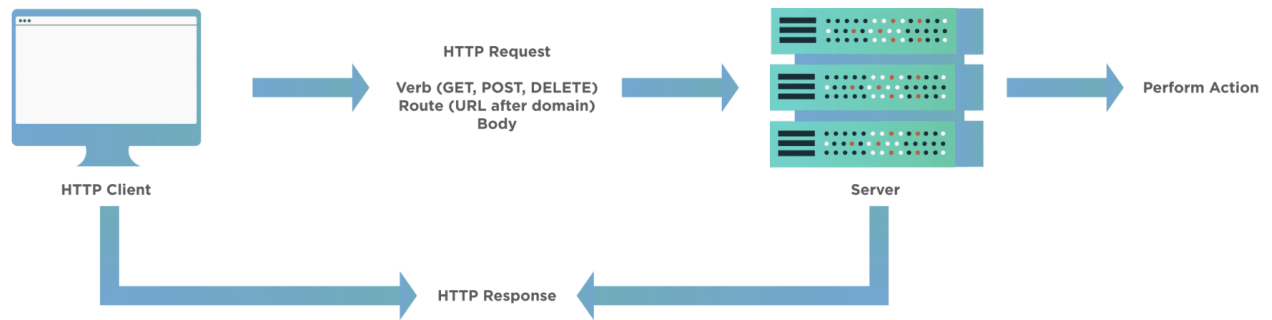 HTTP Request
Verb (GET, POST, DELETE)
Route (URL after domain)
Body
Perform Action
HTTP Client
Server
HTTP Response